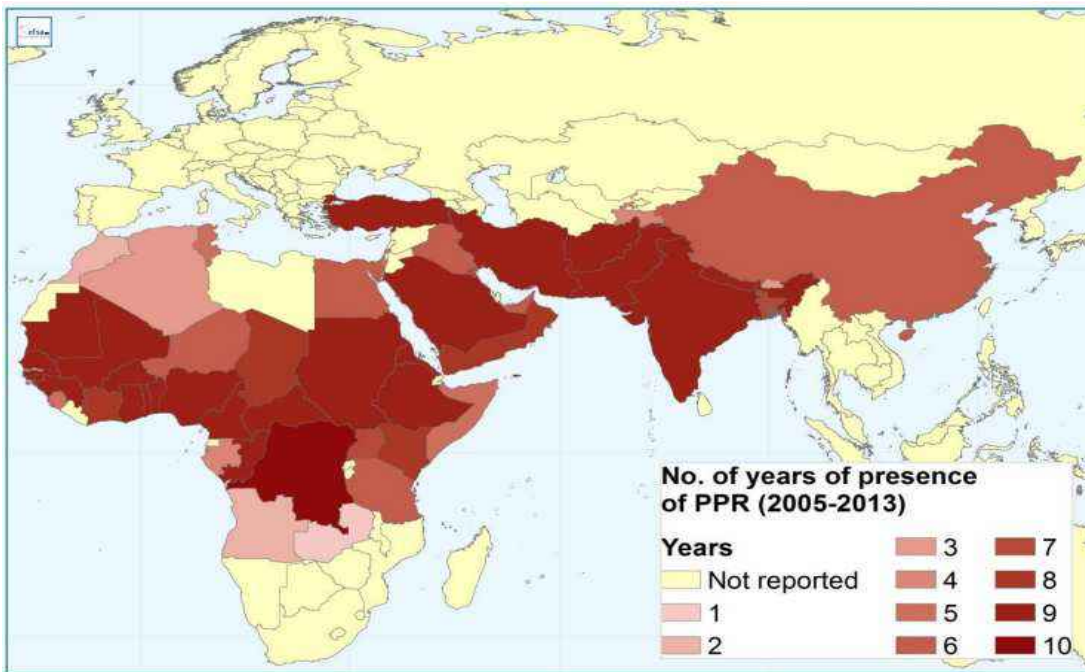 No. of years of presence
of PPR (2005-2013)
Years
Not reported
1
2
3
4
5
6
7
8
9
10